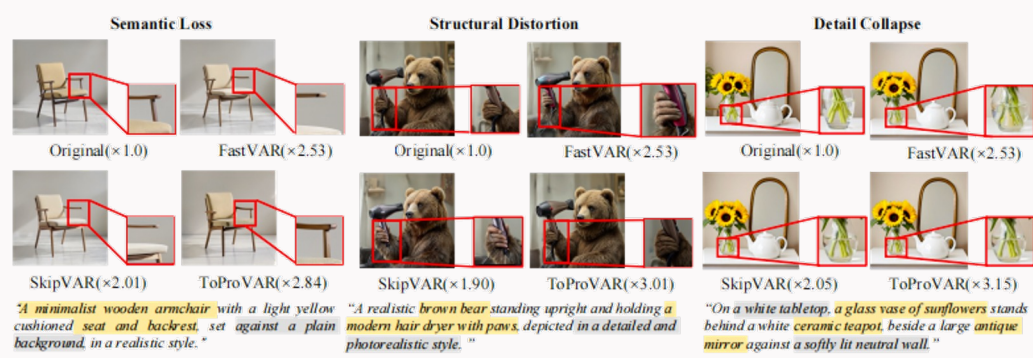 Semantic Loss
Structural Distortion
Detail Collapse
Original(×1.0)
FastVAR(×2.53)
Original(×1.0)
FastVAR(×2.53)
Original(×1.0)
FastVAR(×2.53)
SkipVAR(×2.01)
ToProVAR(×2.84)
SkipVAR(×1.90)
ToProVAR(×3.01)
SkipVAR(×2.05)
ToProVAR(×3.15)
"A minimalist wooden armchair with a light yellow
cushioned seat and backrest, set against a plain
background, in a realistic style."
"A realistic brown bear standing upright and holding a
modern hair dryer with paws, depicted in a detailed and
photorealistic style. "
"On a white tabletop, a glass vase of sunflowers stands
behind a white ceramic teapot, beside a large antique
mirror against a softly lit neutral wall."